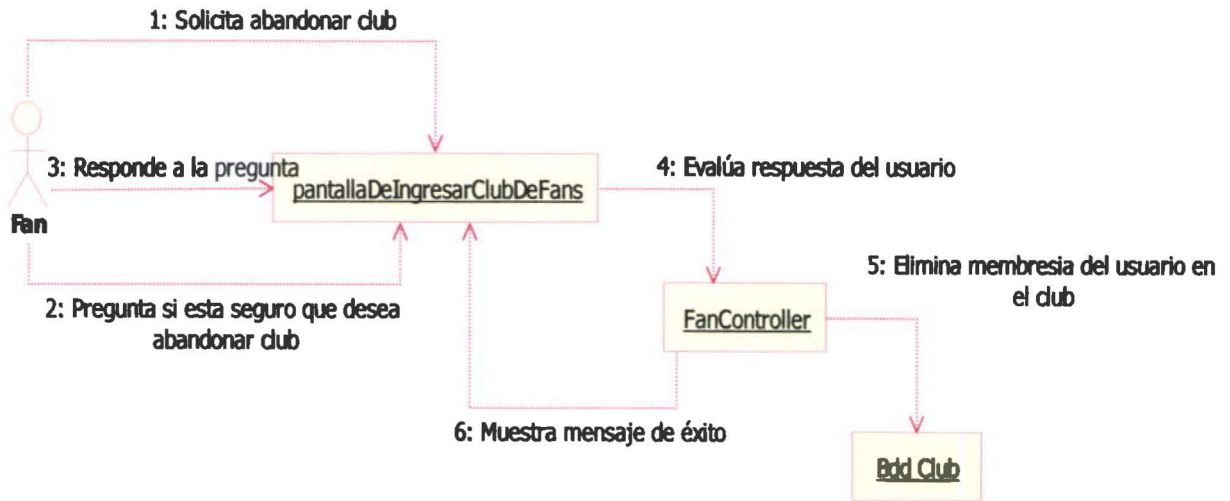 1: Solicita abandonar club
3: Responde a la pregunta
pantallaDeIngresarClubDeFans
4: Evalúa respuesta del usuario
Fan
2: Pregunta si esta seguro que desea
abandonar club
5: Elimina membresia del usuario en
el club
FanController
6: Muestra mensaje de éxito
Bdd Club